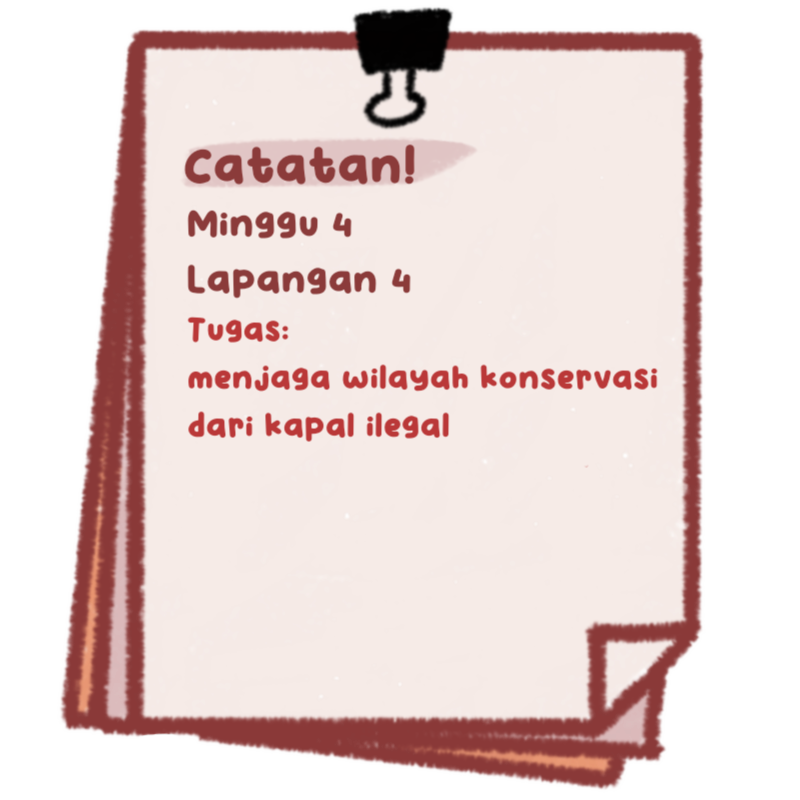 Catatan!
Minggu 4
Lapangan 4
Tugas:
menjaga wilayah konservasi
dari kapal ilegal